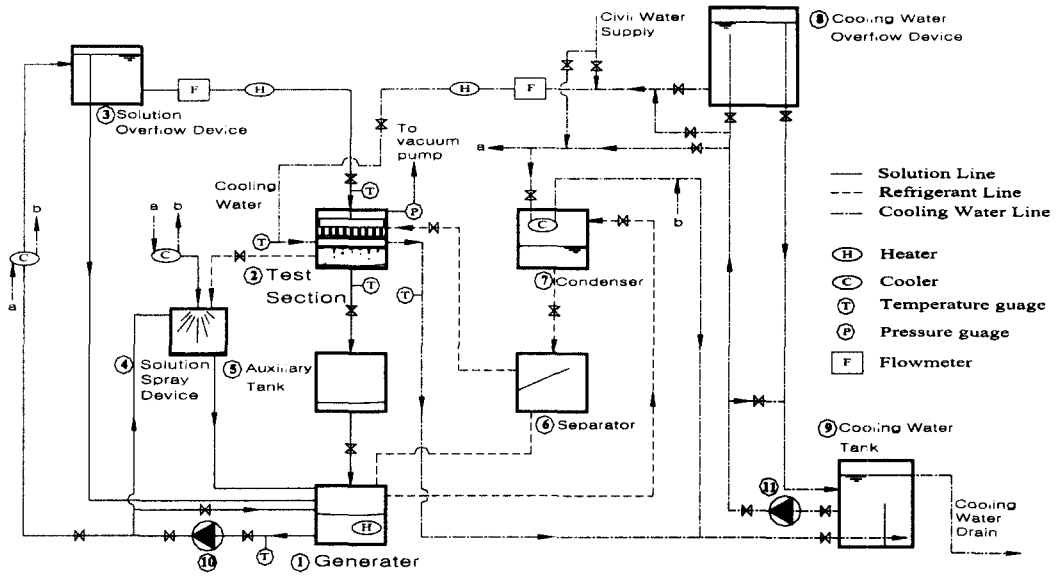 Civil Water
Supply
8 Cooling Water
Overflow Device
F
H
H
F
3 Solution
Overflow Device
To
vacuum
pump
a
T
Cooling
Water
P
b
a
b
C
C
T
C
b
a
2 Test
Section
T
T
7 Condenser
4 Solution
Spray
Device
5 Auxiliary
Tank
6 Separator
Solution Line
Refrigerant Line
Cooling Water Line
H Heater
C Cooler
T Temperature guage
P Pressure guage
F Flowmeter
9 Cooling Water
Tank
11
H
Cooling
Water
Drain
10
T
1 Generater